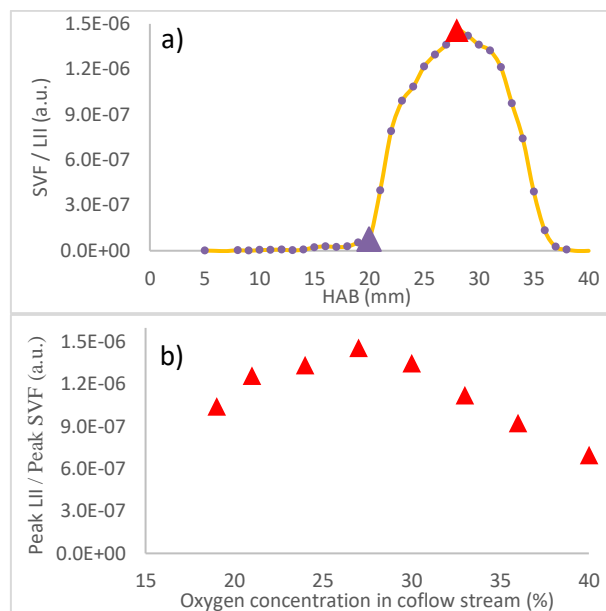 a)
SVF / LII (a.u.)
1.5E-06
1.2E-06
9.0E-07
6.0E-07
3.0E-07
0.0E+00
0 5 10 15 20 25 30 35 40
HAB (mm)
b)
Peak LII / Peak SVF (a.u.)
1.5E-06
1.2E-06
9.0E-07
6.0E-07
3.0E-07
0.0E+00
15 20 25 30 35 40
Oxygen concentration in coflow stream (%)